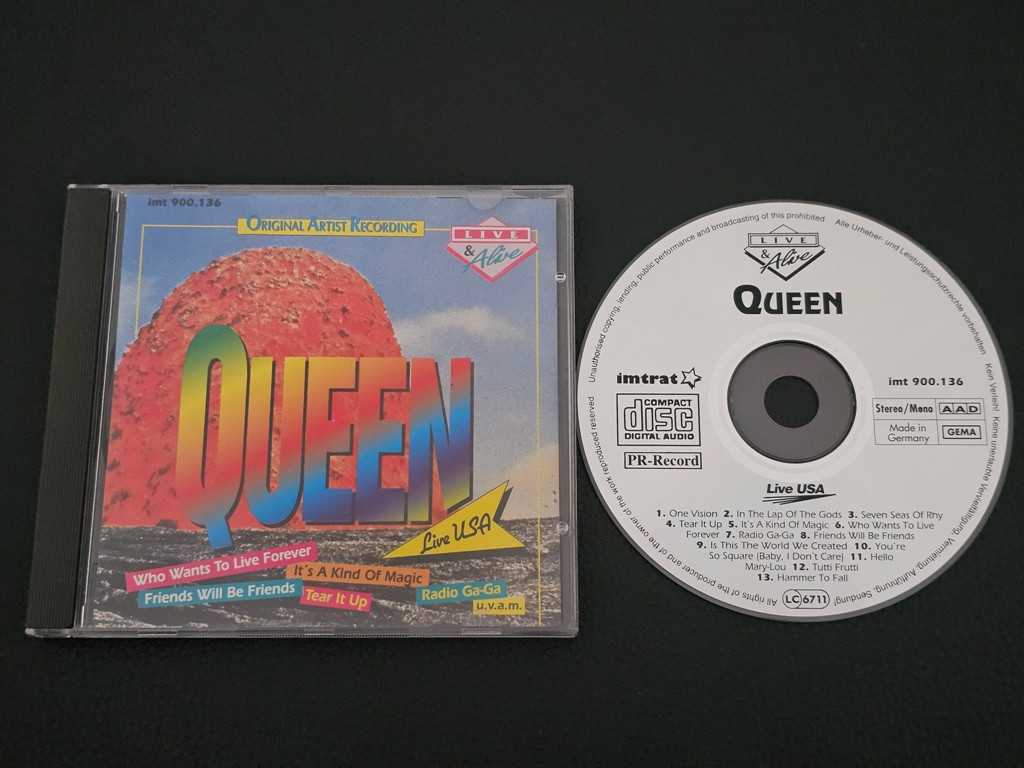 imt 900.136
ORIGINAL ARTIST RECORDING
LIVE
& Alive
QUEEN
Live USA
Who Wants To Live Forever
It's A Kind Of Magic
Friends Will Be Friends
Tear It Up
Radio Ga-Ga
u.v.a.m.
Unauthorised copying, lending, public performance and broadcasting of this prohibited
Alle Urheber- und Leistungsschutzrechte vorbehalten
Kein Verleih! Keine unerlaubte Vervielfältigung, Vermietung, Aufführung, Sendung!
All rights of the producer and of the owner of the work reproduced reserved
LIVE
& Alive
QUEEN
imtrat
imt 900.136
COMPACT
disc
DIGITAL AUDIO
PR-Record
Stereo/Mono AAD
Made in Germany GEMA
Live USA
1. One Vision 2. In The Lap Of The Gods 3. Seven Seas Of Rhy
4. Tear It Up 5. It's A Kind Of Magic 6. Who Wants To Live
Forever 7. Radio Ga-Ga 8. Friends Will Be Friends
9. Is This The World We Created 10. You're
So Square (Baby, I Don't Care) 11. Hello
Mary-Lou 12. Tutti Frutti
13. Hammer To Fall
LC 6711